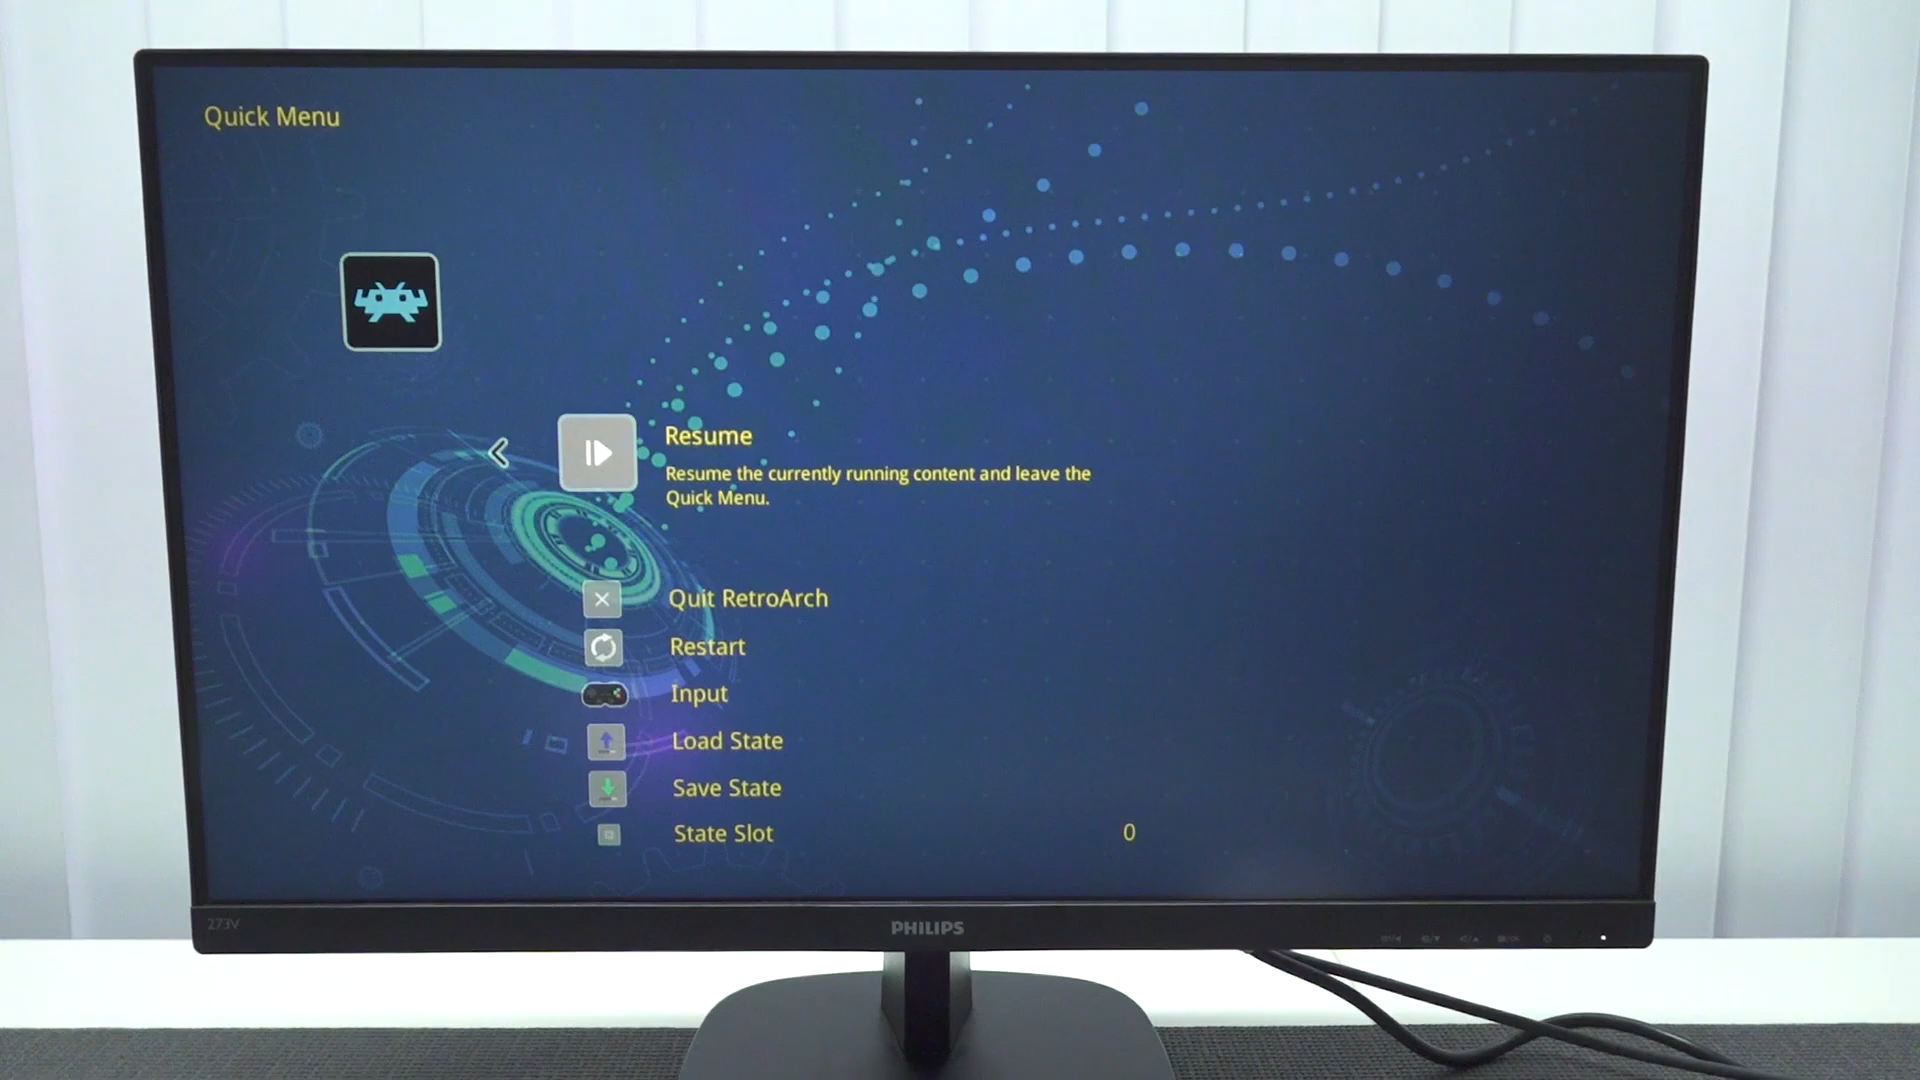 Quick Menu
Resume
Resume the currently running content and leave the
Quick Menu.
Quit RetroArch
Restart
Input
Load State
Save State
State Slot 0
273V
PHILIPS